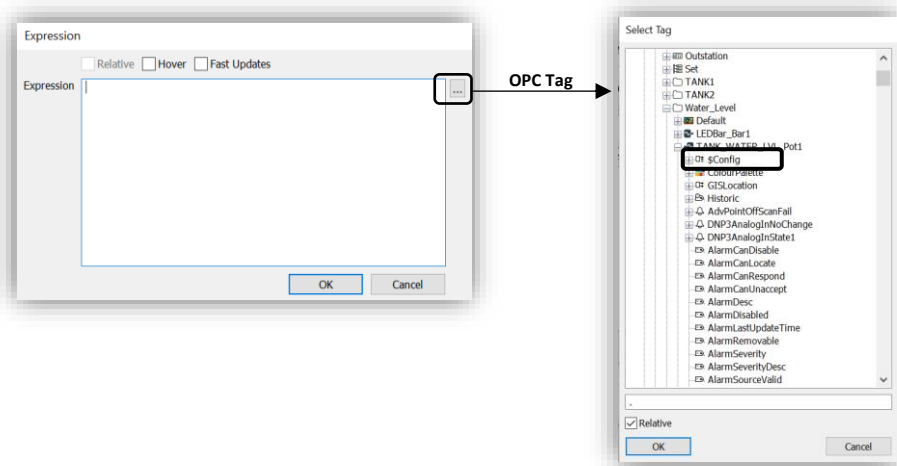 Expression
Relative Hover Fast Updates
Expression
...
OK Cancel
OPC Tag
Select Tag
Outstation
Set
TANK1
TANK2
Water_Level
Default
LEDBar_Bar1
TANK_WATER_LVL_Pot1
$Config
ColourPalette
GISLocation
Historic
AdvPointOffScanFail
DNP3AnalogInNoChange
DNP3AnalogInState1
AlarmCanDisable
AlarmCanLocate
AlarmCanRespond
AlarmCanUnaccept
AlarmDesc
AlarmDisabled
AlarmLastUpdateTime
AlarmRemovable
AlarmSeverity
AlarmSeverityDesc
AlarmSourceValid
.
Relative
OK Cancel